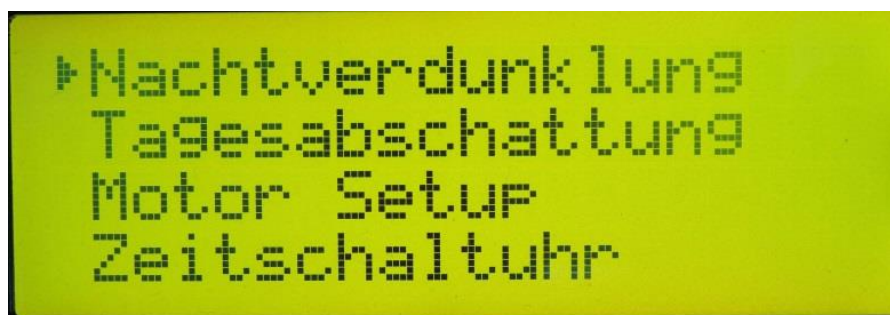 ▶Nachtverdunklung
Tagesabschattung
Motor Setup
Zeitschaltuhr